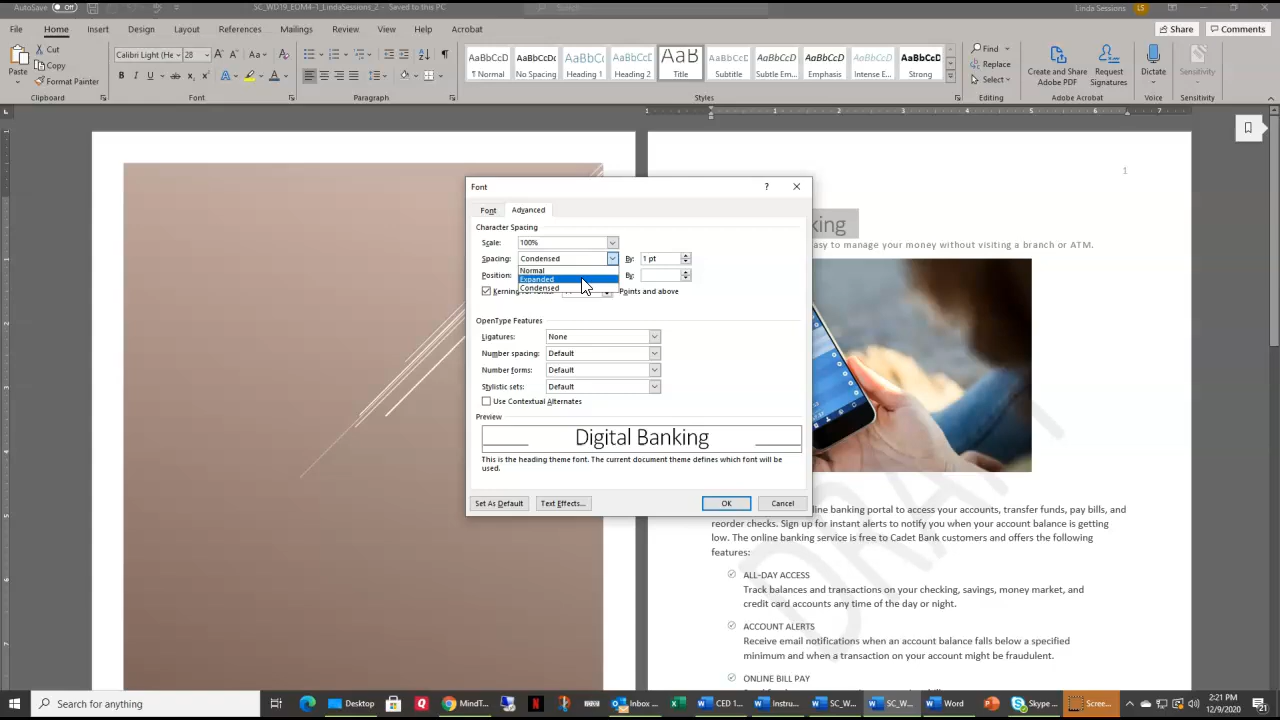 AutoSave Off SC_WD19_EOM4-1_LindaSessions_2 - Saved to this PC Linda Sessions LS
File Home Insert Design Layout References Mailings Review View Help Acrobat Share Comments
Paste Cut Copy Format Painter Clipboard
Calibri Light (He 28 Aa Font
Paragraph
AaBbCcDc ¶ Normal AaBbCcDc No Spacing AaBbCc Heading 1 AaBbCcD Heading 2 AaB Title AaBbCcD Subtitle AaBbCcD Subtle Em... AaBbCcD Emphasis AaBbCcD Intense E... AaBbCc Strong Styles
Find Replace Select Editing
Create and Share Adobe PDF Request Signatures Adobe Acrobat
Dictate Voice
Sensitivity Sensitivity
1
king
asy to manage your money without visiting a branch or ATM.
Font ? ×
Font Advanced
Character Spacing
Scale: 100%
Spacing: Condensed By: 1 pt
Normal
Expanded
Condensed
Position: By:
Kerning for fonts: Points and above
OpenType Features
Ligatures: None
Number spacing: Default
Number forms: Default
Stylistic sets: Default
Use Contextual Alternates
Preview
Digital Banking
This is the heading theme font. The current document theme defines which font will be
used.
Set As Default Text Effects... OK Cancel
DRAFT
line banking portal to access your accounts, transfer funds, pay bills, and
reorder checks. Sign up for instant alerts to notify you when your account balance is getting
low. The online banking service is free to Cadet Bank customers and offers the following
features:
ALL-DAY ACCESS
Track balances and transactions on your checking, savings, money market, and
credit card accounts any time of the day or night.
ACCOUNT ALERTS
Receive email notifications when an account balance falls below a specified
minimum and when a transaction on your account might be fraudulent.
ONLINE BILL PAY
Type here to search Desktop MindT... Inbox ... CED 1... Instru... SC_W... SC_W... Word Skype ... Scree... 2:21 PM
12/9/2020 21